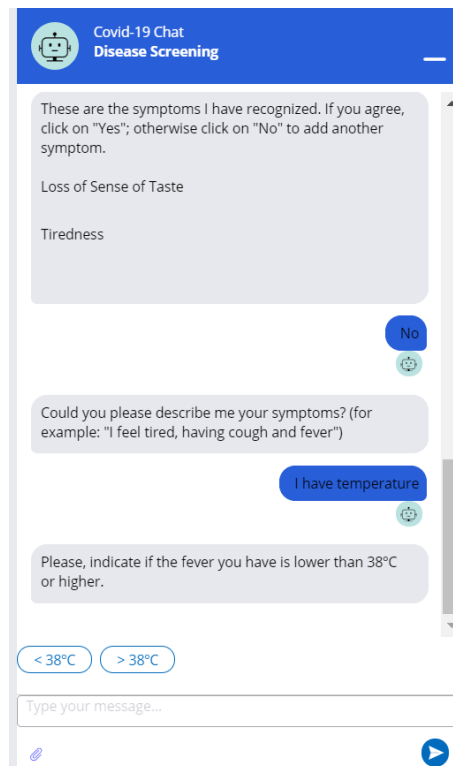 Covid-19 Chat
Disease Screening
These are the symptoms I have recognized. If you agree,
click on "Yes"; otherwise click on "No" to add another
symptom.
Loss of Sense of Taste
Tiredness
No
Could you please describe me your symptoms? (for
example: "I feel tired, having cough and fever")
I have temperature
Please, indicate if the fever you have is lower than 38ºC
or higher.
< 38ºC > 38ºC
Type your message...